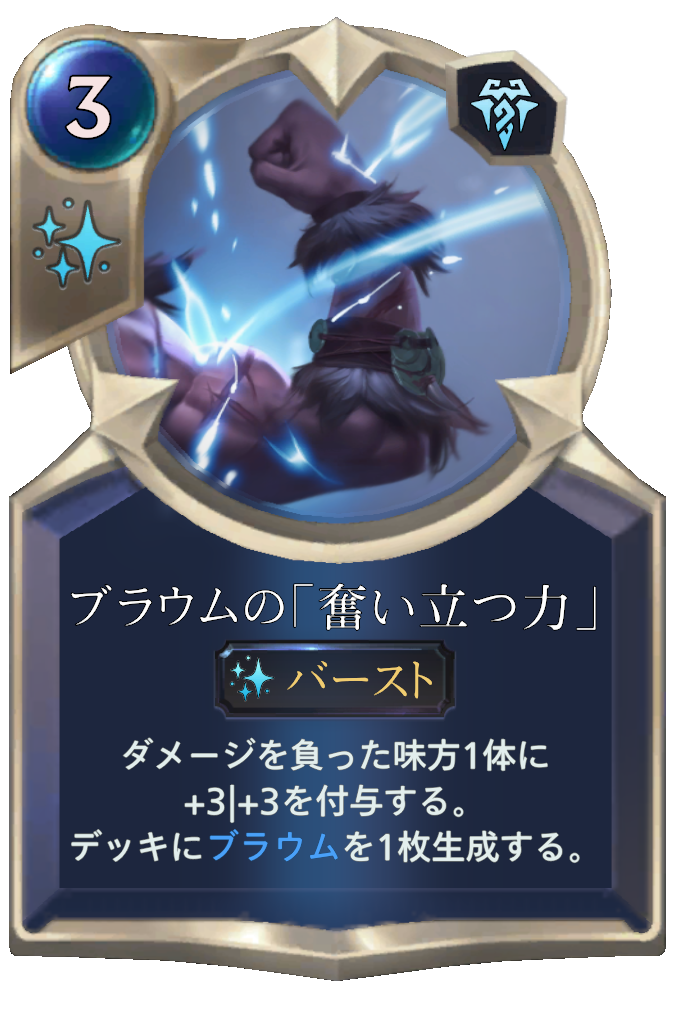 3
ブラウムの「奮い立つ力」
バースト
ダメージを負った味方1体に
+3|+3を付与する。
デッキにブラウムを1枚生成する。